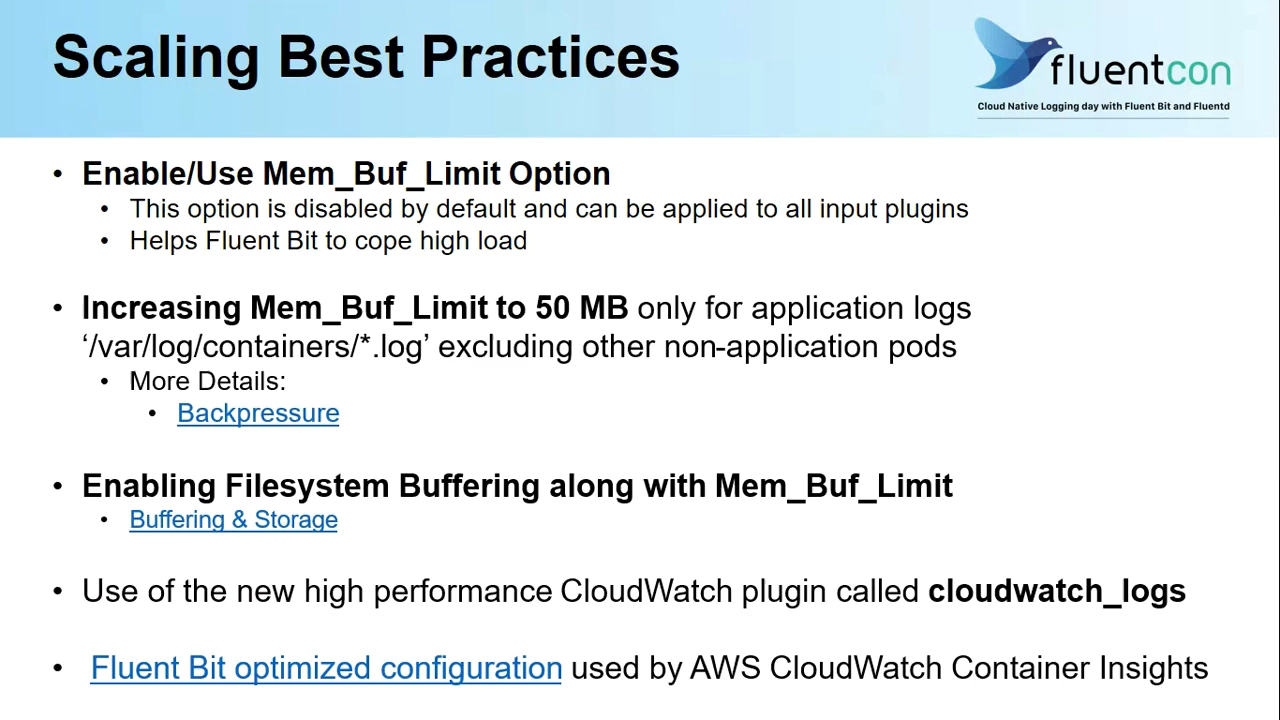 Scaling Best Practices
fluentcon
Cloud Native Logging day with Fluent Bit and Fluentd
• Enable/Use Mem_Buf_Limit Option
• This option is disabled by default and can be applied to all input plugins
• Helps Fluent Bit to cope high load
• Increasing Mem_Buf_Limit to 50 MB only for application logs
‘/var/log/containers/*.log’ excluding other non-application pods
• More Details:
• Backpressure
• Enabling Filesystem Buffering along with Mem_Buf_Limit
• Buffering & Storage
• Use of the new high performance CloudWatch plugin called cloudwatch_logs
• Fluent Bit optimized configuration used by AWS CloudWatch Container Insights